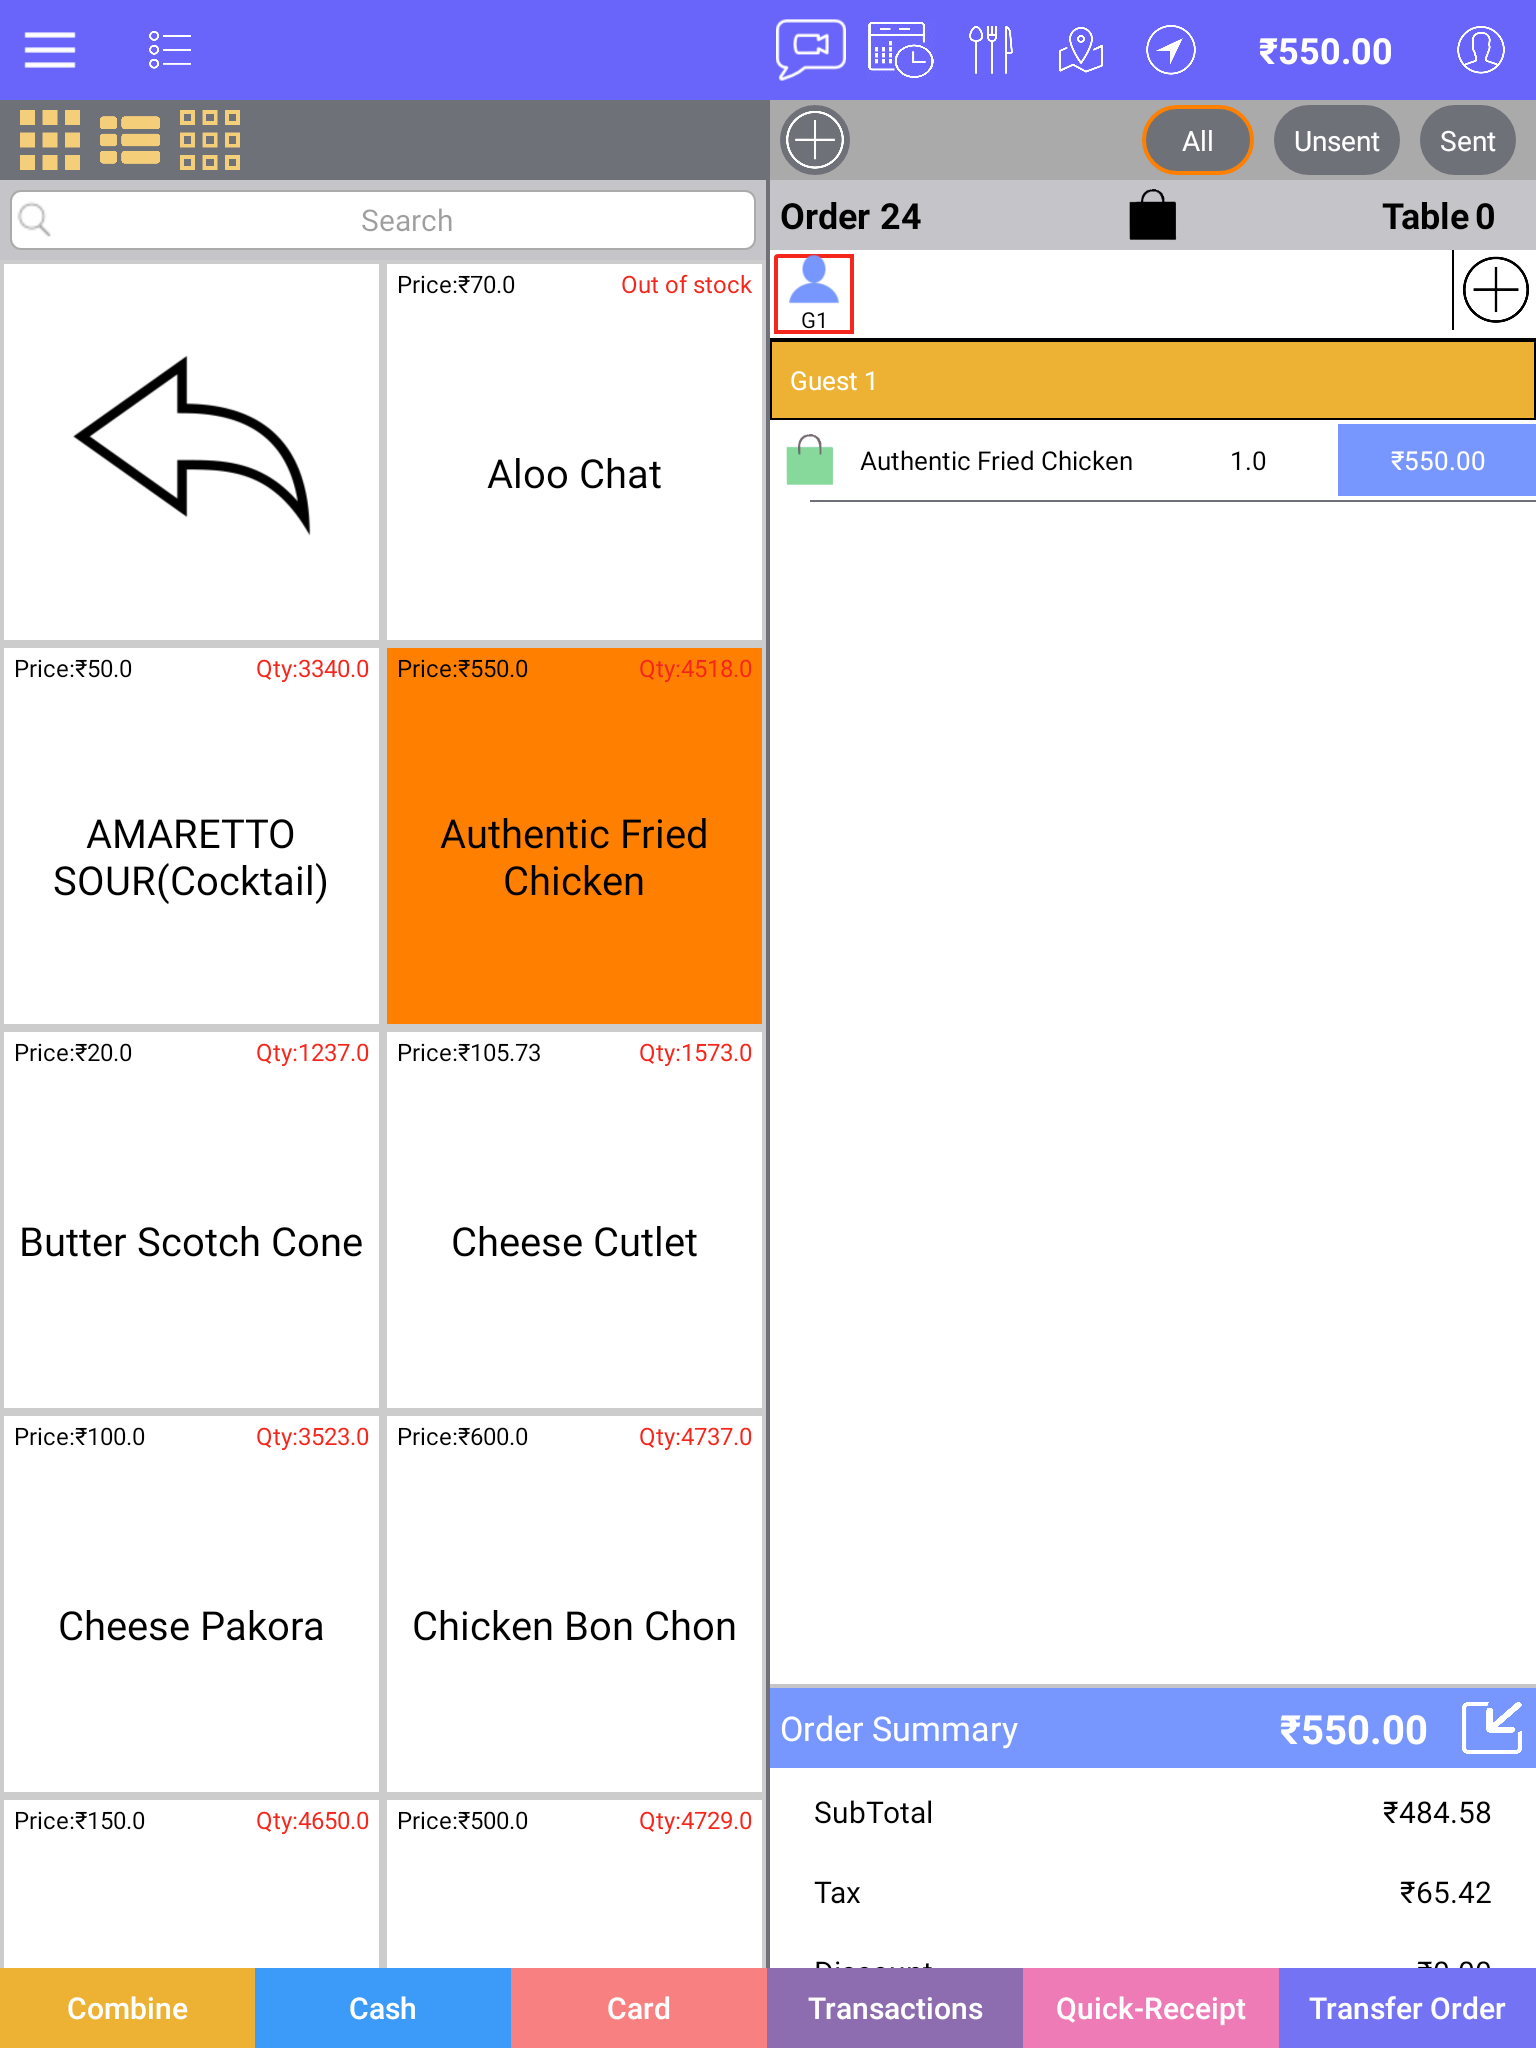 ₹550.00
All
Unsent
Sent
Search
Order 24
Table 0
G1
Guest 1
Authentic Fried Chicken 1.0 ₹550.00
Price:₹70.0 Out of stock
Aloo Chat
Price:₹50.0 Qty:3340.0
AMARETTO
SOUR(Cocktail)
Price:₹550.0 Qty:4518.0
Authentic Fried
Chicken
Price:₹20.0 Qty:1237.0
Butter Scotch Cone
Price:₹105.73 Qty:1573.0
Cheese Cutlet
Price:₹100.0 Qty:3523.0
Cheese Pakora
Price:₹600.0 Qty:4737.0
Chicken Bon Chon
Price:₹150.0 Qty:4650.0
Price:₹500.0 Qty:4729.0
Order Summary ₹550.00
SubTotal ₹484.58
Tax ₹65.42
Discount ₹0.00
Combine
Cash
Card
Transactions
Quick-Receipt
Transfer Order